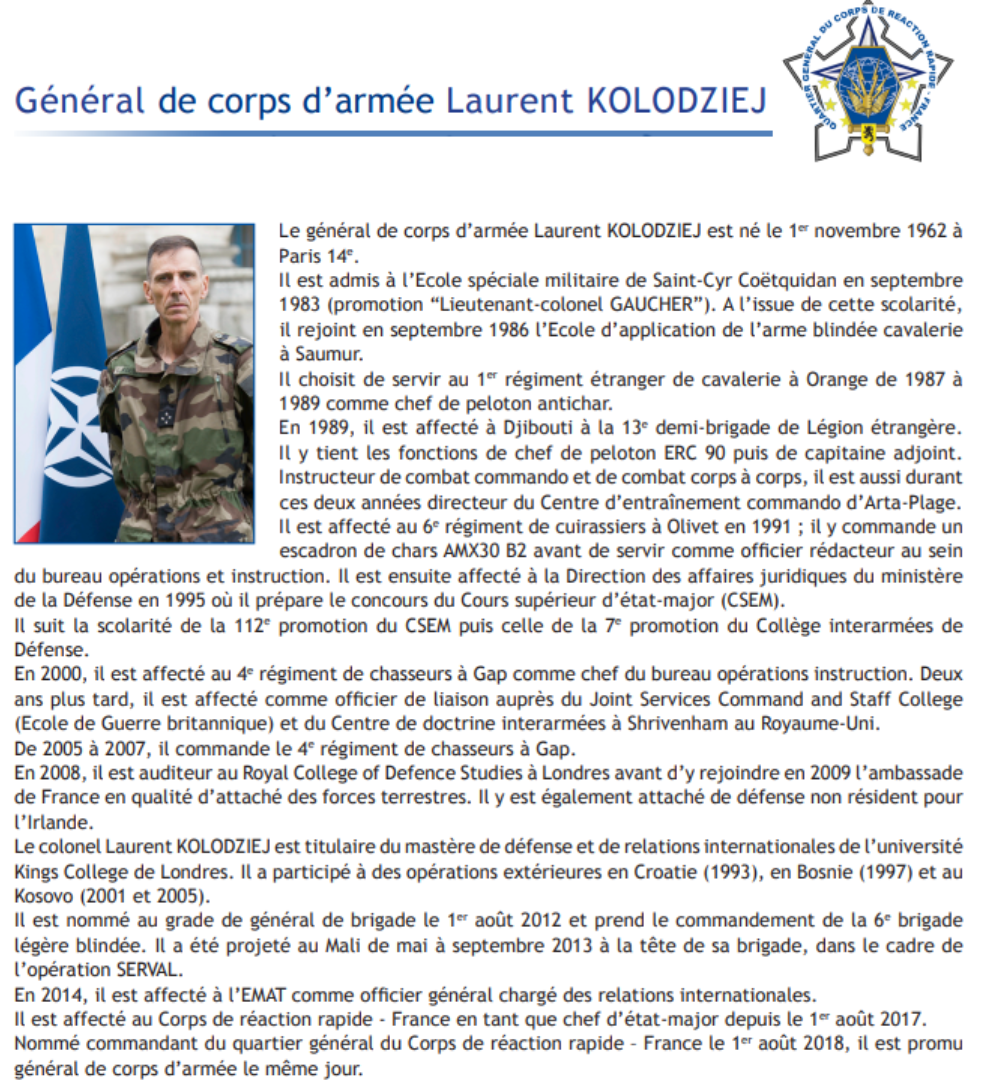 QUARTIER GÉNÉRAL DU CORPS DE REACTION RAPIDE - FRANCE
Général de corps d’armée Laurent KOLODZIEJ
Le général de corps d’armée Laurent KOLODZIEJ est né le 1er novembre 1962 à
Paris 14e.
Il est admis à l’Ecole spéciale militaire de Saint-Cyr Coëtquidan en septembre
1983 (promotion “Lieutenant-colonel GAUCHER”). A l’issue de cette scolarité,
il rejoint en septembre 1986 l’Ecole d’application de l’arme blindée cavalerie
à Saumur.
Il choisit de servir au 1er régiment étranger de cavalerie à Orange de 1987 à
1989 comme chef de peloton antichar.
En 1989, il est affecté à Djibouti à la 13e demi-brigade de Légion étrangère.
Il y tient les fonctions de chef de peloton ERC 90 puis de capitaine adjoint.
Instructeur de combat commando et de combat corps à corps, il est aussi durant
ces deux années directeur du Centre d’entraînement commando d’Arta-Plage.
Il est affecté au 6e régiment de cuirassiers à Olivet en 1991 ; il y commande un
escadron de chars AMX30 B2 avant de servir comme officier rédacteur au sein
du bureau opérations et instruction. Il est ensuite affecté à la Direction des affaires juridiques du ministère
de la Défense en 1995 où il prépare le concours du Cours supérieur d’état-major (CSEM).
Il suit la scolarité de la 112e promotion du CSEM puis celle de la 7e promotion du Collège interarmées de
Défense.
En 2000, il est affecté au 4e régiment de chasseurs à Gap comme chef du bureau opérations instruction. Deux
ans plus tard, il est affecté comme officier de liaison auprès du Joint Services Command and Staff College
(Ecole de Guerre britannique) et du Centre de doctrine interarmées à Shrivenham au Royaume-Uni.
De 2005 à 2007, il commande le 4e régiment de chasseurs à Gap.
En 2008, il est auditeur au Royal College of Defence Studies à Londres avant d’y rejoindre en 2009 l’ambassade
de France en qualité d’attaché des forces terrestres. Il y est également attaché de défense non résident pour
l’Irlande.
Le colonel Laurent KOLODZIEJ est titulaire du mastère de défense et de relations internationales de l’université
Kings College de Londres. Il a participé à des opérations extérieures en Croatie (1993), en Bosnie (1997) et au
Kosovo (2001 et 2005).
Il est nommé au grade de général de brigade le 1er août 2012 et prend le commandement de la 6e brigade
légère blindée. Il a été projeté au Mali de mai à septembre 2013 à la tête de sa brigade, dans le cadre de
l’opération SERVAL.
En 2014, il est affecté à l’EMAT comme officier général chargé des relations internationales.
Il est affecté au Corps de réaction rapide - France en tant que chef d’état-major depuis le 1er août 2017.
Nommé commandant du quartier général du Corps de réaction rapide – France le 1er août 2018, il est promu
général de corps d’armée le même jour.